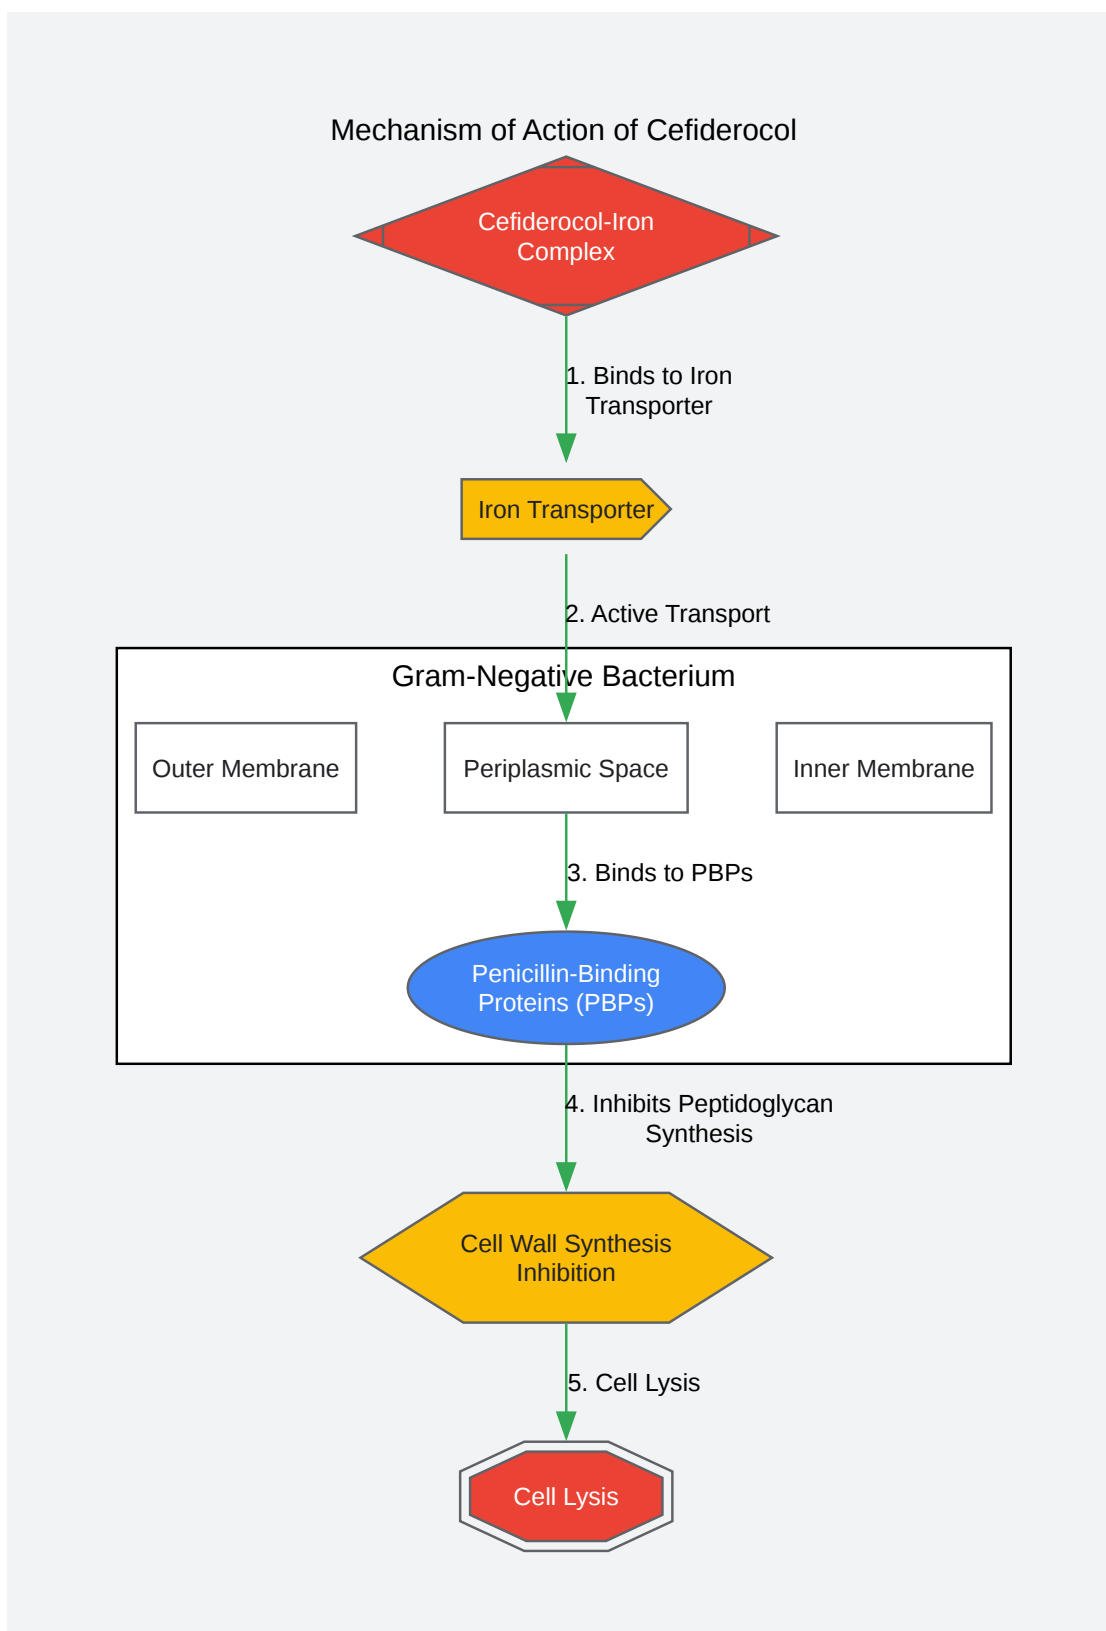 Mechanism of Action of Cefiderocol
Cefiderocol-Iron
Complex
1. Binds to Iron
Transporter
Iron Transporter
2. Active Transport
Gram-Negative Bacterium
Outer Membrane
Periplasmic Space
Inner Membrane
3. Binds to PBPs
Penicillin-Binding
Proteins (PBPs)
4. Inhibits Peptidoglycan
Synthesis
Cell Wall Synthesis
Inhibition
5. Cell Lysis
Cell Lysis